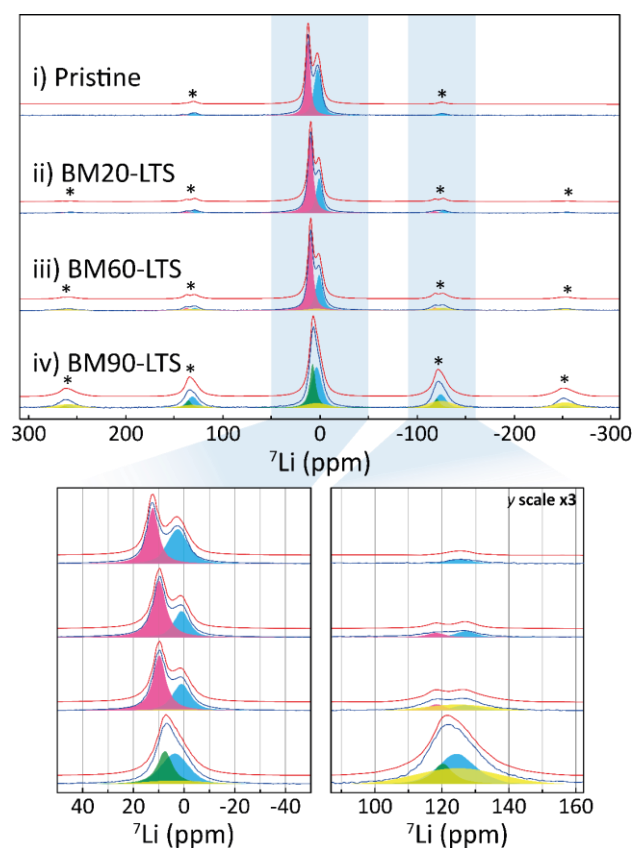 i) Pristine
* *
ii) BM20-LTS
* * * *
iii) BM60-LTS
* * * *
iv) BM90-LTS
* * * *
300 200 100 0 -100 -200 -300
⁷Li (ppm)
y scale x3
40 20 0 -20 -40
100 120 140 160
⁷Li (ppm) ⁷Li (ppm)